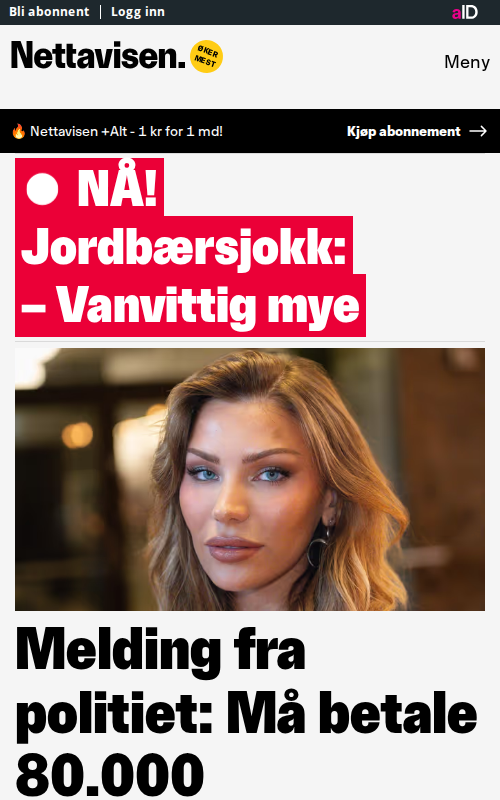 Bli abonnent | Logg inn
aID
Nettavisen.
ØKER
MEST
Meny
Nettavisen +Alt - 1 kr for 1 md!
Kjøp abonnement
NÅ!
Jordbærsjokk:
– Vanvittig mye
Melding fra
politiet: Må betale
80.000